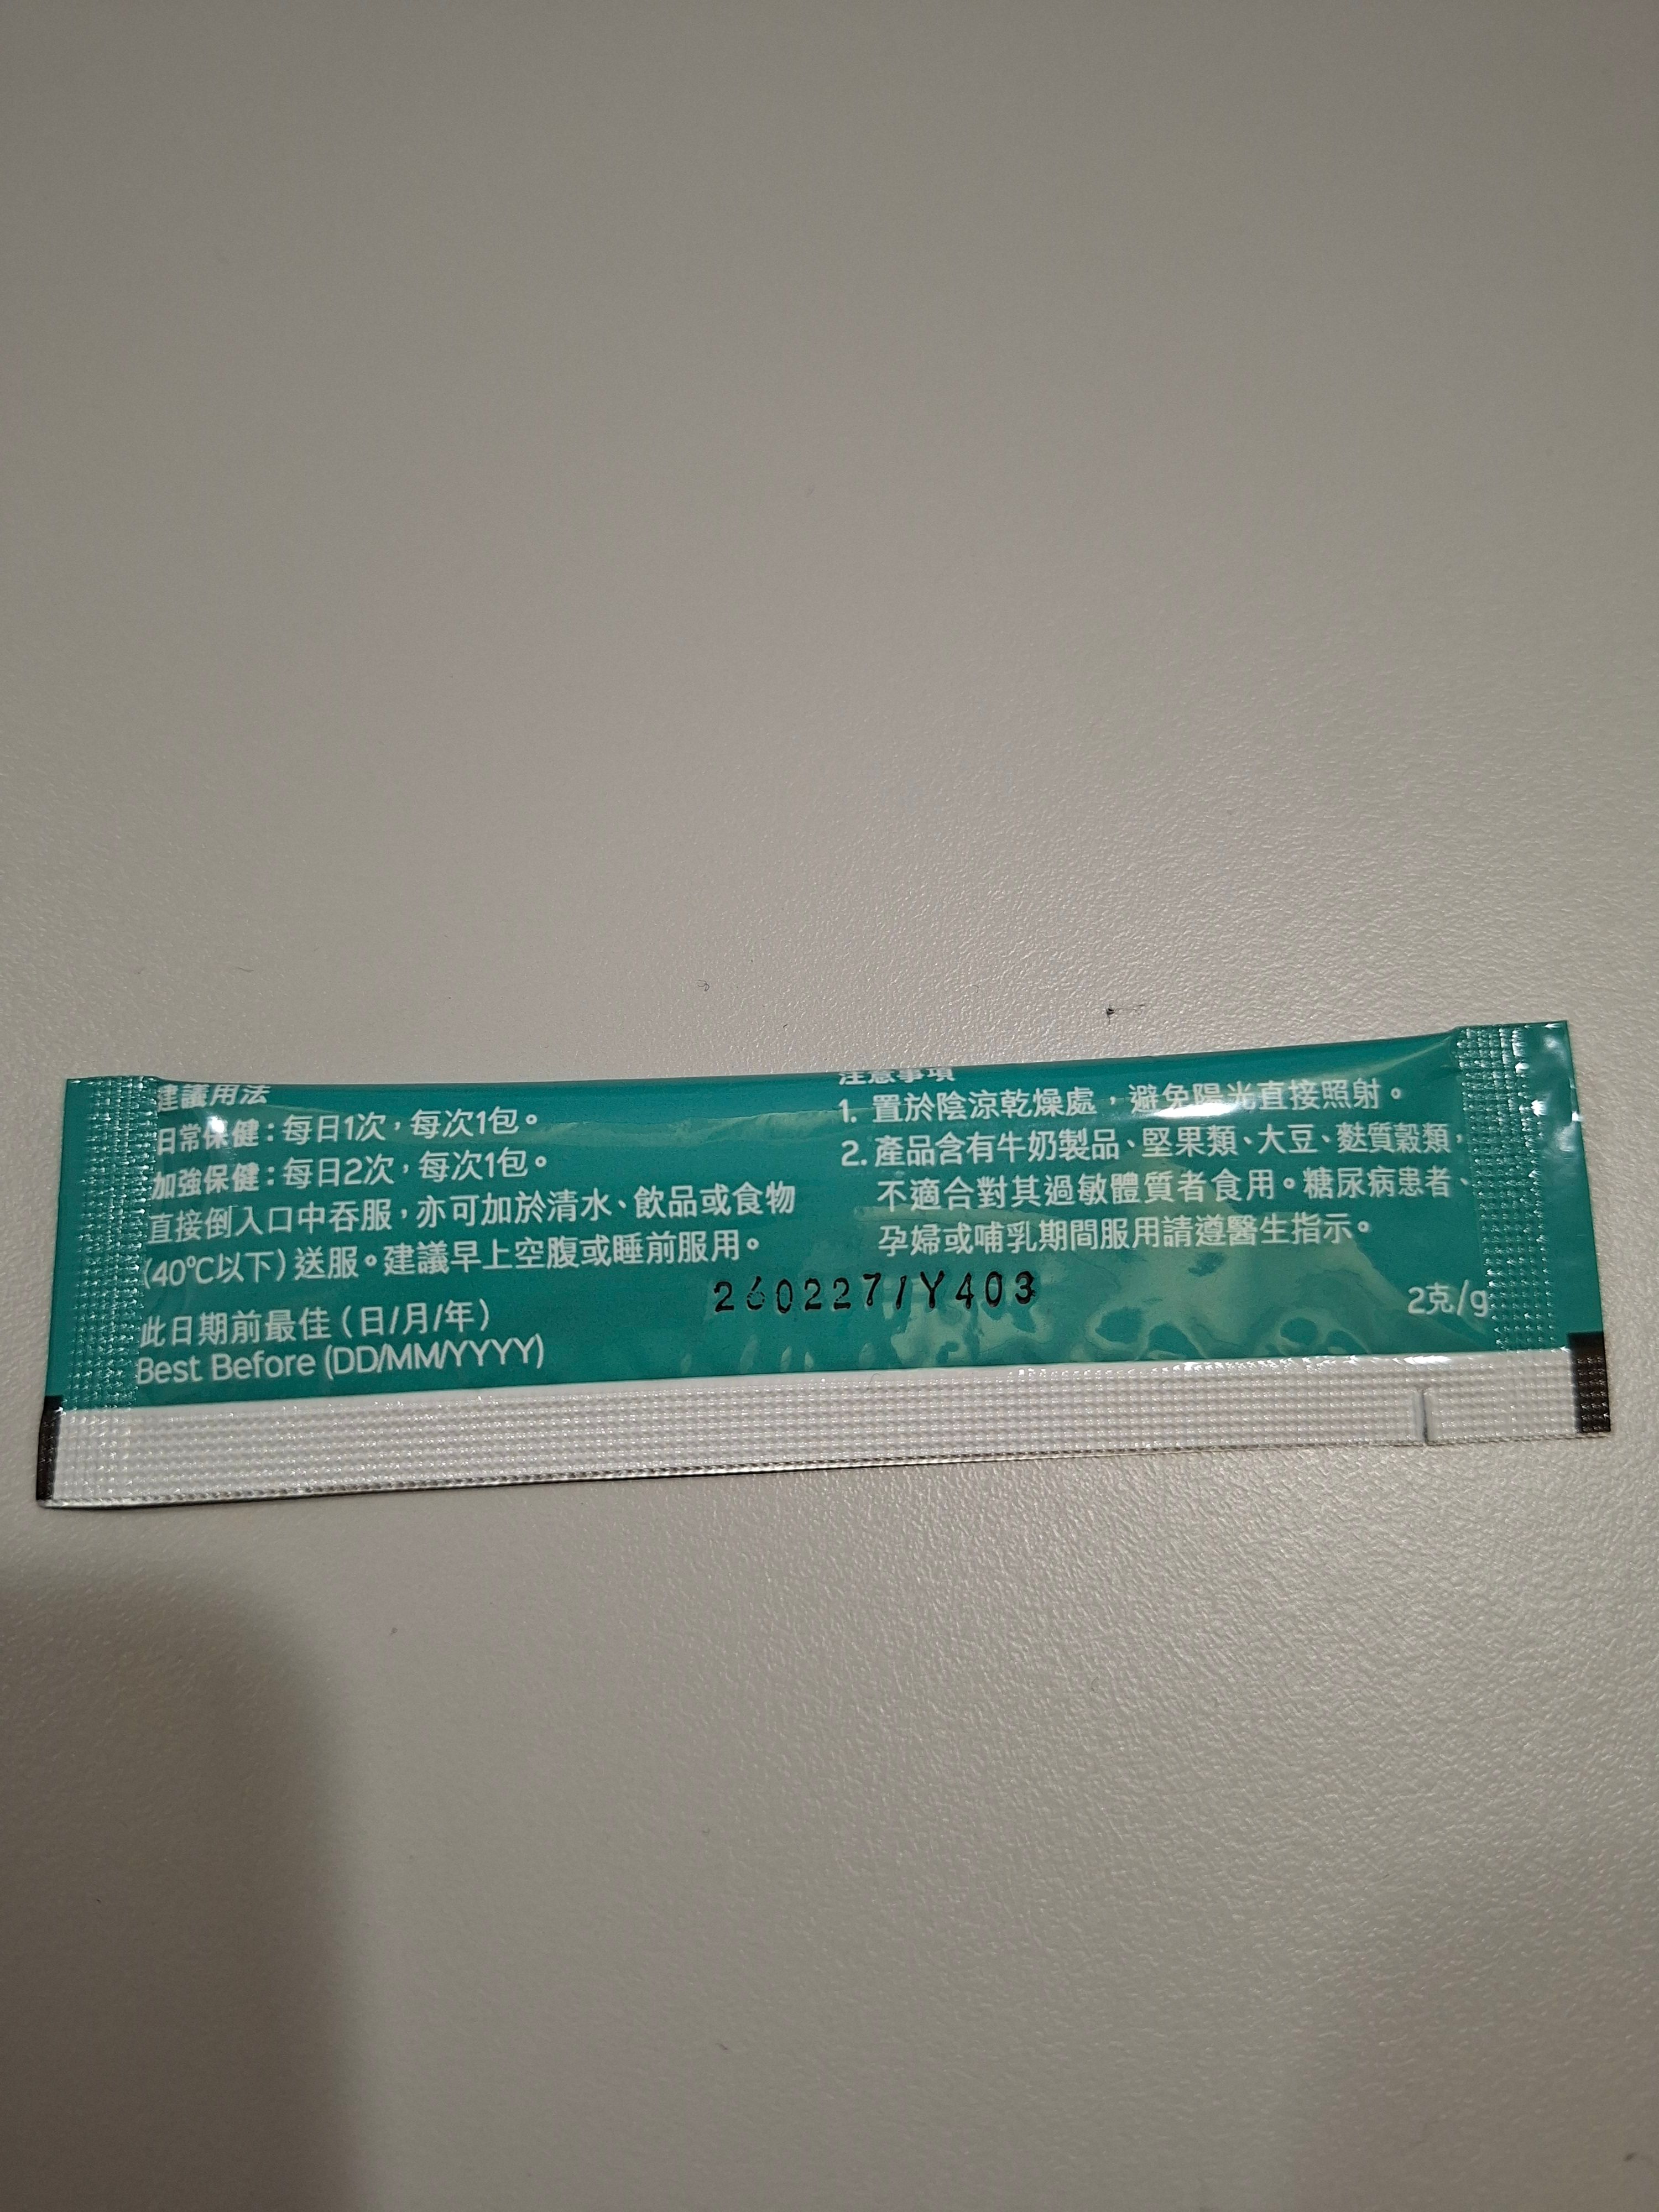 建議用法
日常保健：每日1次，每次1包。
加強保健：每日2次，每次1包。
直接倒入口中吞服，亦可加於清水、飲品或食物
(40℃以下)送服。建議早上空腹或睡前服用。
此日期前最佳（日/月/年）
Best Before (DD/MM/YYYY)
260227/Y403
注意事項
1. 置於陰涼乾燥處，避免陽光直接照射。
2. 產品含有牛奶製品、堅果類、大豆、麩質穀類，
不適合對其過敏體質者食用。糖尿病患者、
孕婦或哺乳期間服用請遵醫生指示。
2克/g